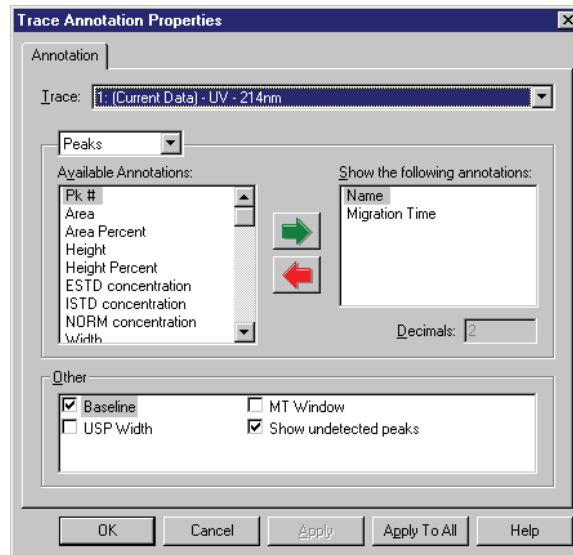 Trace Annotation Properties
Annotation
Trace: 1: (Current Data) - UV - 214nm
Peaks
Available Annotations:
Pk #
Area
Area Percent
Height
Height Percent
ESTD concentration
ISTD concentration
NORM concentration
Width
Show the following annotations:
Name
Migration Time
Decimals: 2
Other
Baseline
MT Window
USP Width
Show undetected peaks
OK
Cancel
Apply
Apply To All
Help